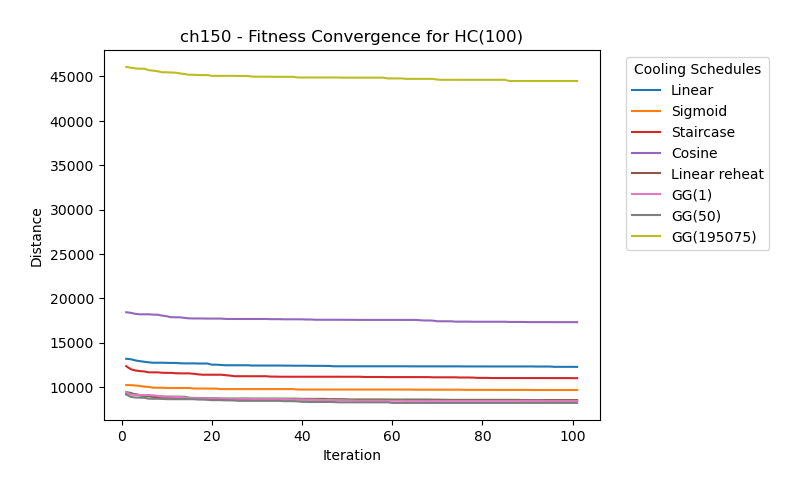 ch150 - Fitness Convergence for HC(100)
45000
40000
35000
30000
25000
20000
15000
10000
Distance
0
20
40
60
80
100
Iteration
Cooling Schedules
Linear
Sigmoid
Staircase
Cosine
Linear reheat
GG(1)
GG(50)
GG(195075)